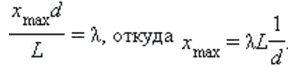 x_max d / L = λ, откуда x_max = λL 1/d.